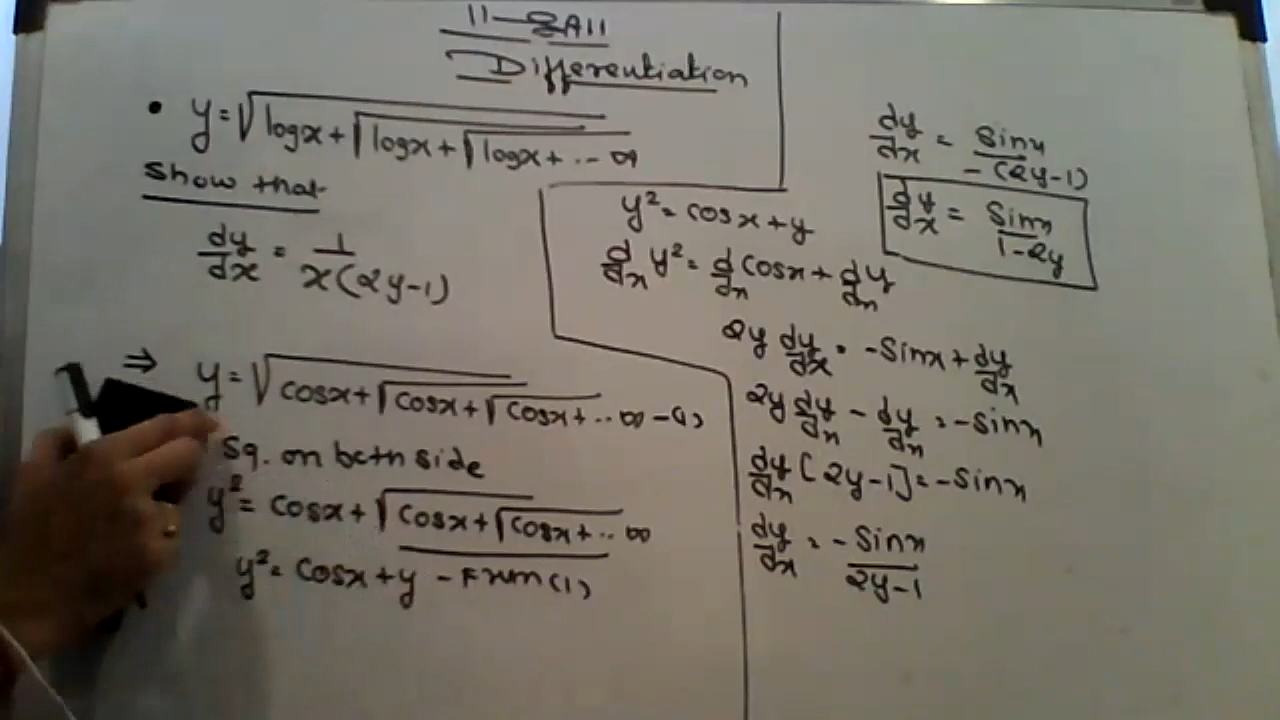 Differentiation
• y = √logx + √logx + √logx + ... ∞
Show that
dy/dx = 1/x(2y-1)
⇒ y = √cosx + √cosx + √cosx + ... ∞ -(1)
Sq. on both side
y² = cosx + √cosx + √cosx + ... ∞
y² = cosx + y - From (1)
y² = cosx + y
d/dx y² = d/dx cosx + d/dx y
2y dy/dx = -Sinx + dy/dx
2y dy/dx - dy/dx = -Sinx
dy/dx [2y-1] = -Sinx
dy/dx = -Sinx/2y-1
dy/dx = Sinx/-(2y-1)
dy/dx = Sinx/1-2y